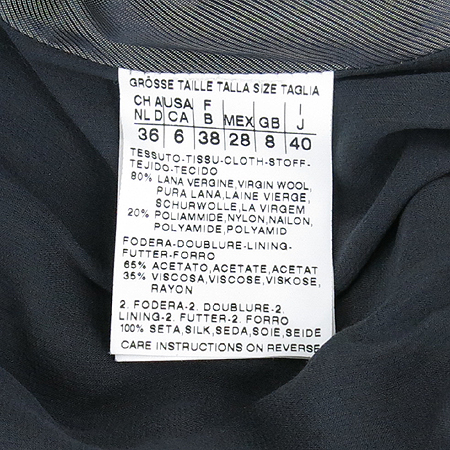 GRÖSSE TAILLE TALLA SIZE TAGLIA
CH A USA F I
NL D CA B MEX GB J
36 6 38 28 8 40
TESSUTO-TISSU-CLOTH-STOFF-
TEJIDO-TECIDO
80% LANA VERGINE,VIRGIN WOOL,
PURA LANA,LAINE VIERGE,
SCHURWOLLE,LA VIRGEM
20% POLIAMMIDE,NYLON,NAILON,
POLYAMIDE,POLYAMID
FODERA-DOUBLURE-LINING-
FUTTER-FORRO
65% ACETATO,ACETATE,ACETAT
35% VISCOSA,VISCOSE,VISKOSE,
RAYON
2. FODERA-2. DOUBLURE-2.
LINING-2. FUTTER-2. FORRO
100% SETA,SILK,SEDA,SOIE,SEIDE
CARE INSTRUCTIONS ON REVERSE